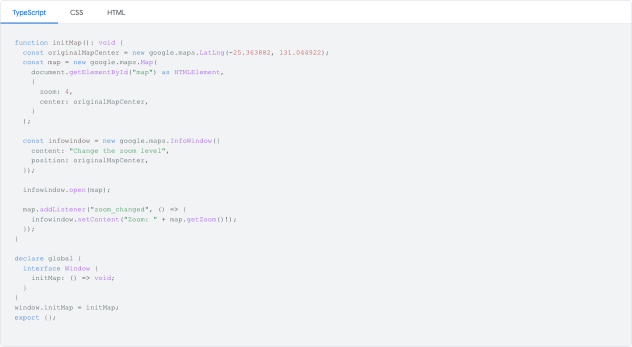 TypeScript CSS HTML
function initMap(): void {
const originalMapCenter = new google.maps.LatLng(-25.363882, 131.044922);
const map = new google.maps.Map(
document.getElementById("map") as HTMLElement,
{
zoom: 4,
center: originalMapCenter,
}
);
const infowindow = new google.maps.InfoWindow({
content: "Change the zoom level",
position: originalMapCenter,
});
infowindow.open(map);
map.addListener("zoom_changed", () => {
infowindow.setContent("Zoom: " + map.getZoom()!);
});
}
declare global {
interface Window {
initMap: () => void;
}
}
window.initMap = initMap;
export {};